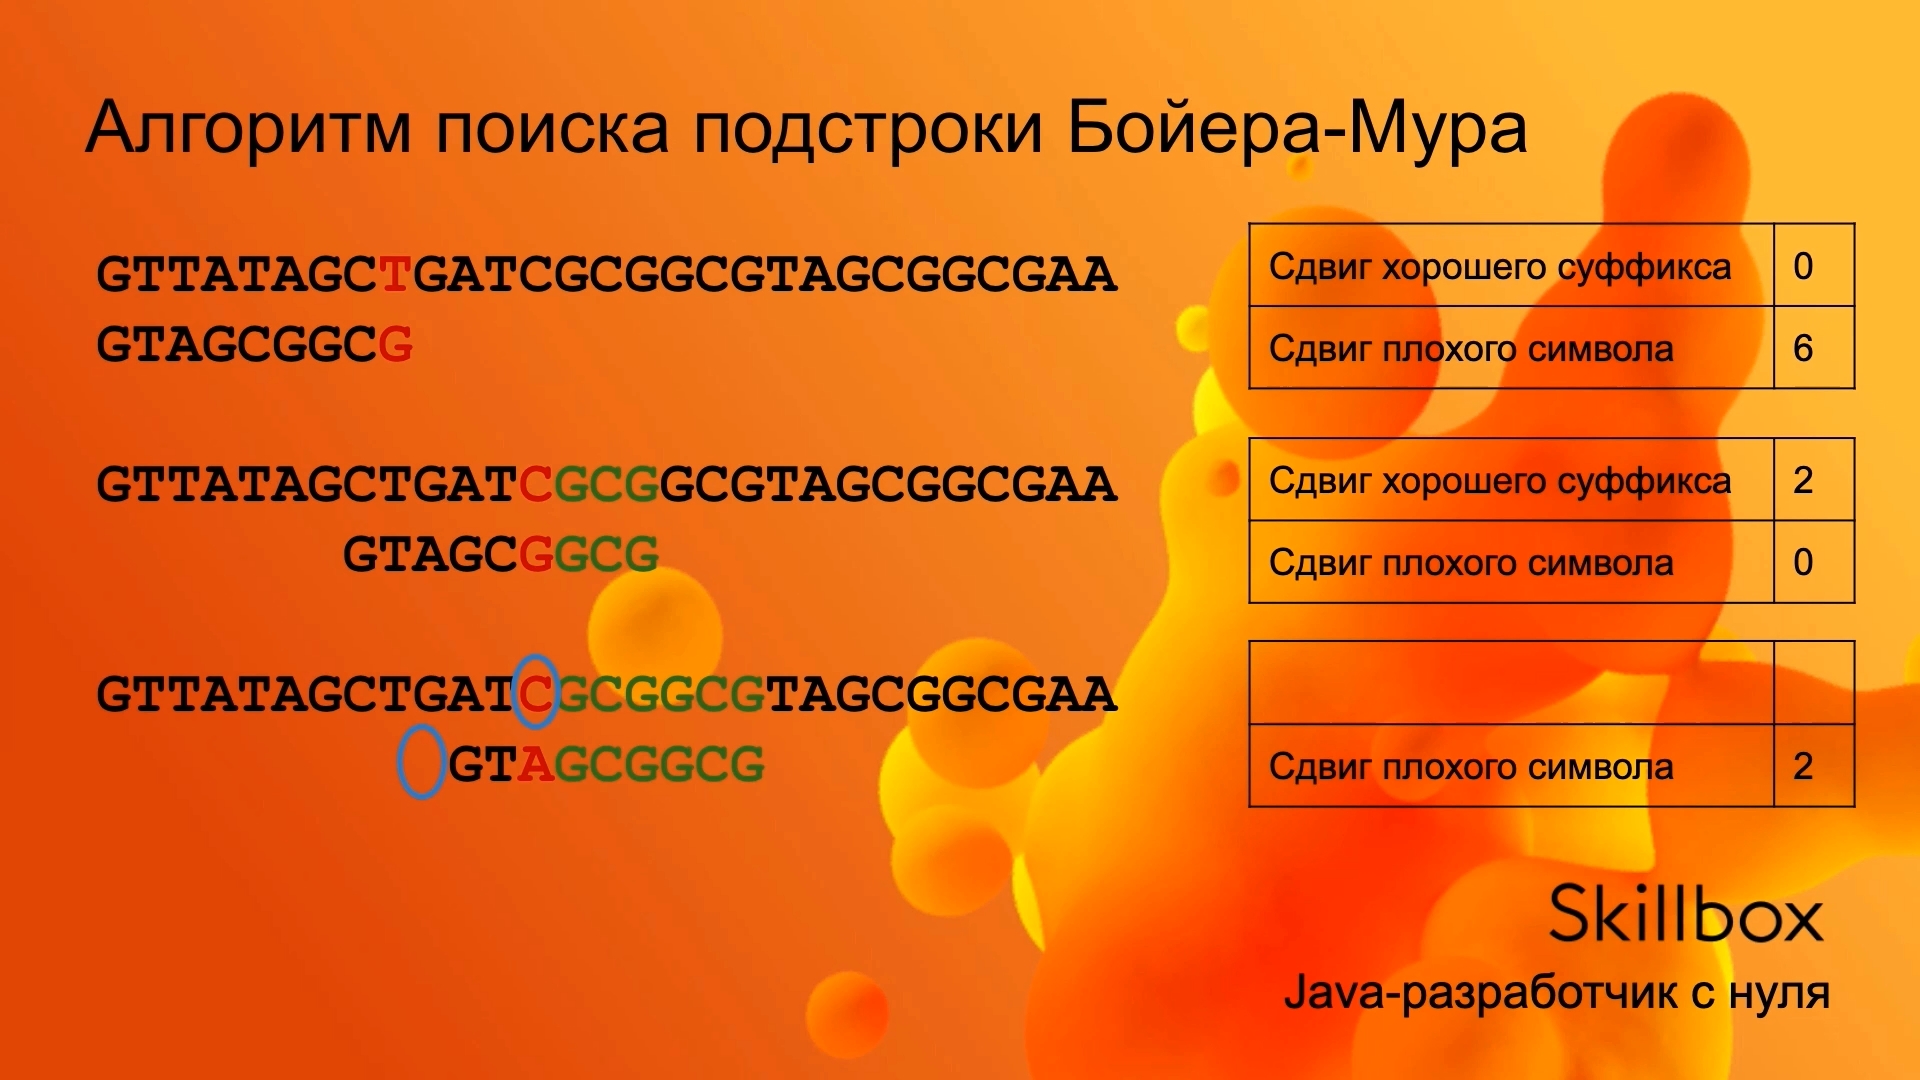 Алгоритм поиска подстроки Бойера-Мура
GTTATAGCTGATCGCGGCGTAGCGGCGAA
GTAGCGGCG
Сдвиг хорошего суффикса 0
Сдвиг плохого символа 6
GTTATAGCTGATCGCGGCGTAGCGGCGAA
GTAGCGGCG
Сдвиг хорошего суффикса 2
Сдвиг плохого символа 0
GTTATAGCTGATCGCGGCGTAGCGGCGAA
GTAGCGGCG
Сдвиг плохого символа 2
Skillbox
Java-разработчик с нуля